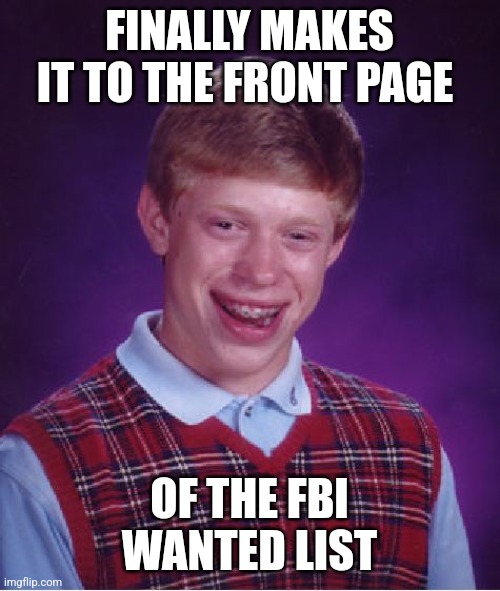 FINALLY MAKES
IT TO THE FRONT PAGE
OF THE FBI
WANTED LIST
imgflip.com